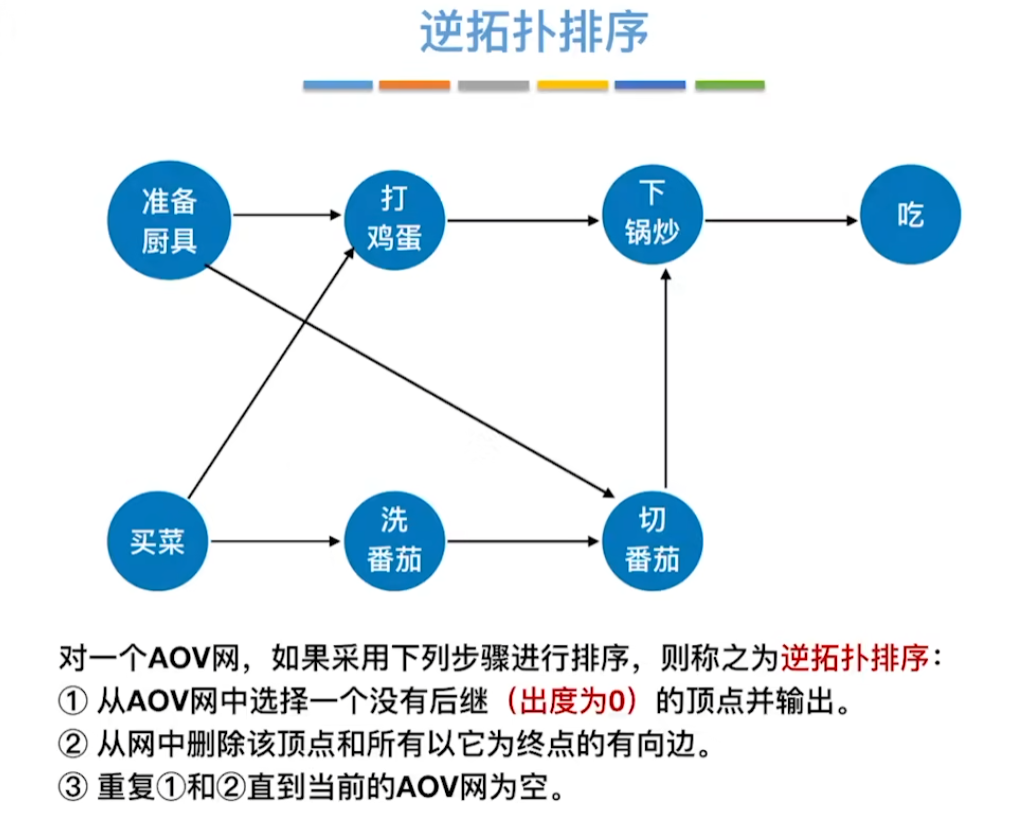 逆拓扑排序
准备
厨具
打
鸡蛋
下
锅炒
吃
买菜
洗
番茄
切
番茄
对一个AOV网，如果采用下列步骤进行排序，则称之为逆拓扑排序：
① 从AOV网中选择一个没有后继（出度为0）的顶点并输出。
② 从网中删除该顶点和所有以它为终点的有向边。
③ 重复①和②直到当前的AOV网为空。